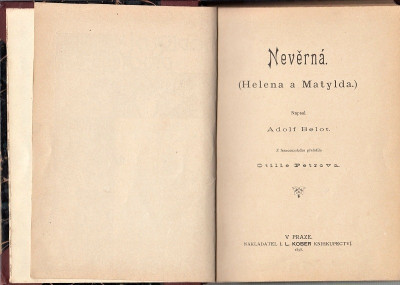 Nevěrná.
(Helena a Matylda.)
Napsal
Adolf Belot.
Z francouzského přeložila
Otilie Petrova.
V PRAZE.
NAKLADATEL I. L. KOBER KNIHKUPECTVÍ.